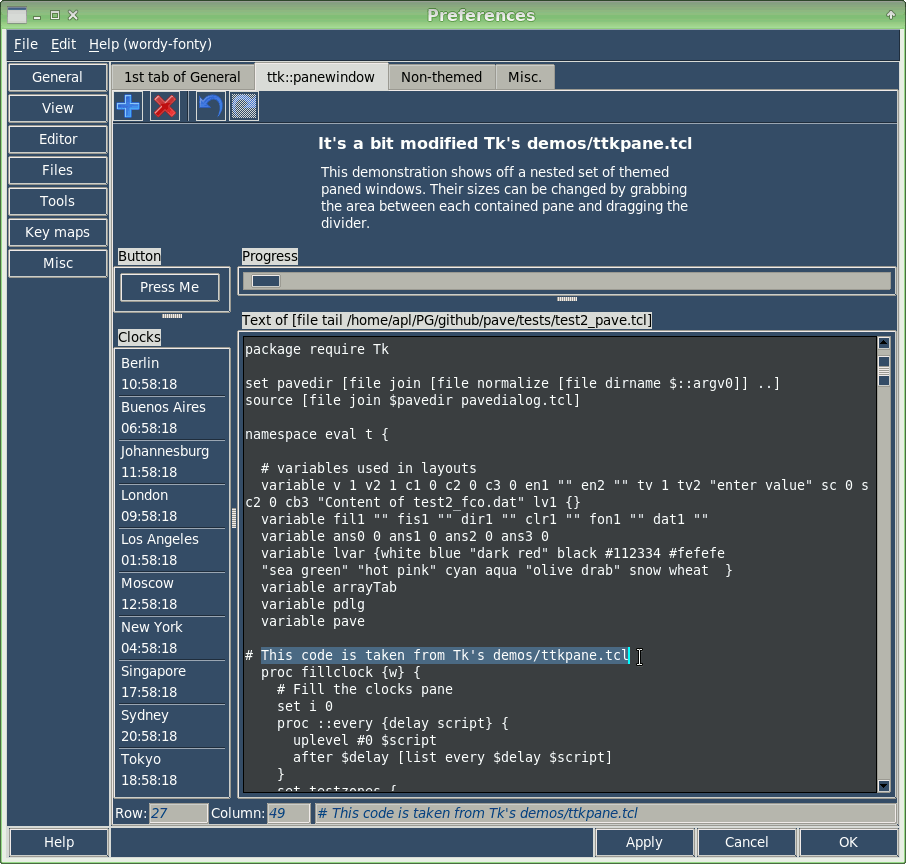 Preferences
File Edit Help (wordy-fonty)
General
View
Editor
Files
Tools
Key maps
Misc
1st tab of General ttk::panewindow Non-themed Misc.
It's a bit modified Tk's demos/ttkpane.tcl
This demonstration shows off a nested set of themed
paned windows. Their sizes can be changed by grabbing
the area between each contained pane and dragging the
divider.
Button
Press Me
Progress
Clocks
Berlin
10:58:18
Buenos Aires
06:58:18
Johannesburg
11:58:18
London
09:58:18
Los Angeles
01:58:18
Moscow
12:58:18
New York
04:58:18
Singapore
17:58:18
Sydney
20:58:18
Tokyo
18:58:18
Text of [file tail /home/apl/PG/github/pave/tests/test2_pave.tcl]
package require Tk
set pavedir [file join [file normalize [file dirname $::argv0]] ..]
source [file join $pavedir pavedialog.tcl]
namespace eval t {
# variables used in layouts
variable v 1 v2 1 c1 0 c2 0 c3 0 en1 "" en2 "" tv 1 tv2 "enter value" sc 0 s
c2 0 cb3 "Content of test2_fco.dat" lv1 {}
variable fil1 "" fis1 "" dir1 "" clr1 "" fon1 "" dat1 ""
variable ans0 0 ans1 0 ans2 0 ans3 0
variable lvar {white blue "dark red" black #112334 #fefefe
"sea green" "hot pink" cyan aqua "olive drab" snow wheat }
variable arrayTab
variable pdlg
variable pave
# This code is taken from Tk's demos/ttkpane.tcl
proc fillclock {w} {
# Fill the clocks pane
set i 0
proc ::every {delay script} {
uplevel #0 $script
after $delay [list every $delay $script]
}
set testzones {
Row: 27 Column: 49 # This code is taken from Tk's demos/ttkpane.tcl
Help Apply Cancel OK